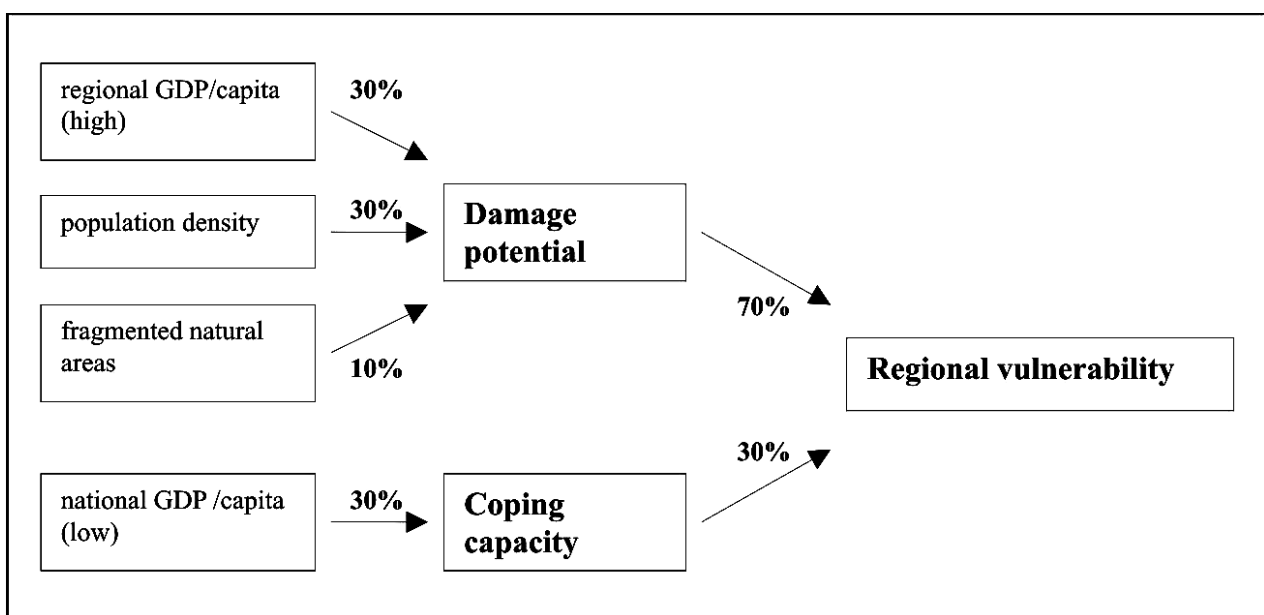 regional GDP/capita
(high)
30%
population density
30%
fragmented natural
areas
10%
Damage
potential
70%
national GDP /capita
(low)
30%
Coping
capacity
30%
Regional vulnerability